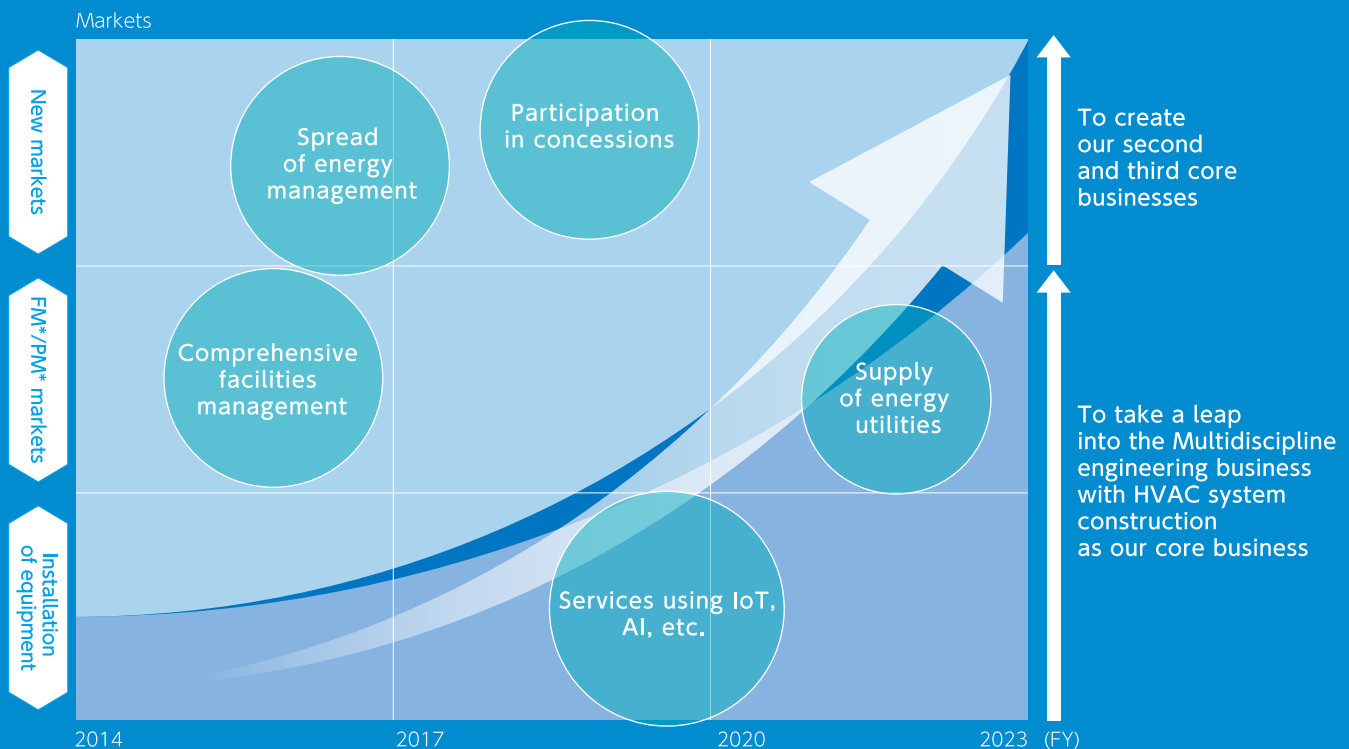 Markets
New markets
FM*/PM* markets
Installation
of equipment
Spread
of energy
management
Participation
in concessions
Comprehensive
facilities
management
Supply
of energy
utilities
Services using IoT,
AI, etc.
To create
our second
and third core
businesses
To take a leap
into the Multidiscipline
engineering business
with HVAC system
construction
as our core business
2014
2017
2020
2023 (FY)